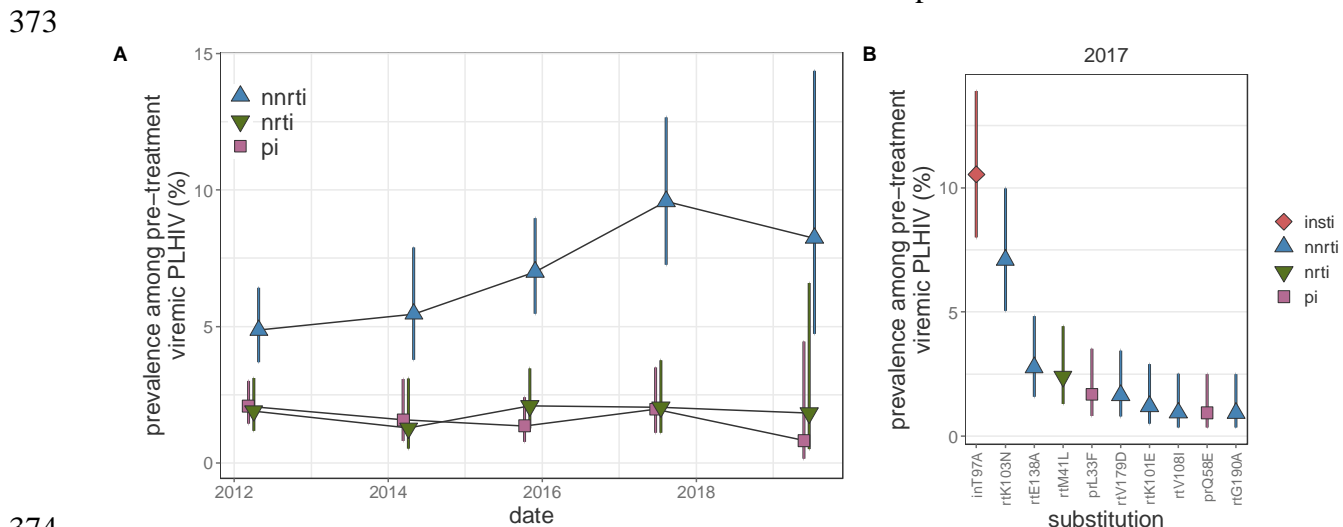 373
A
15
10
5
0
prevalence among pre−treatment
viremic PLHIV (%)
nnrti
nrti
pi
2012
2014
2016
2018
date
B
2017
10
5
0
prevalence among pre−treatment
viremic PLHIV (%)
inT97A
rtK103N
rtE138A
rtM41L
prL33F
rtV179D
rtK101E
rtV108I
prQ58E
rtG190A
substitution
insti
nnrti
nrti
pi